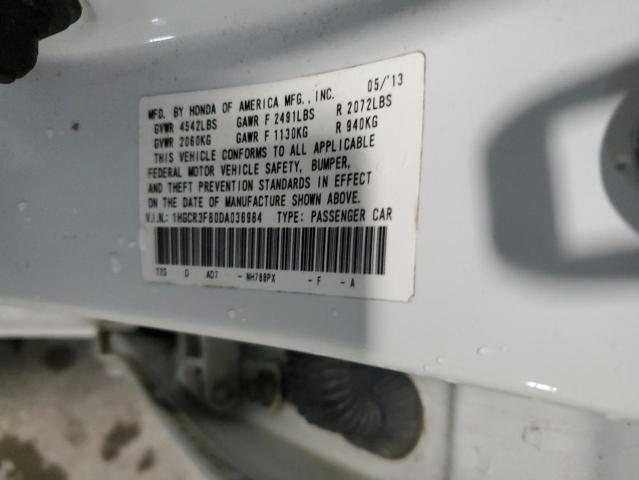 MFD. BY HONDA OF AMERICA MFG.,INC. 05/'13
GVWR 4542LBS GAWR F 2491LBS R 2072LBS
GVWR 2060KG GAWR F 1130KG R 940KG
THIS VEHICLE CONFORMS TO ALL APPLICABLE
FEDERAL MOTOR VEHICLE SAFETY, BUMPER,
AND THEFT PREVENTION STANDARDS IN EFFECT
ON THE DATE OF MANUFACTURE SHOWN ABOVE.
V.I.N.: 1HGCR3F80DA036984 TYPE: PASSENGER CAR
T2G D AD7 - NH788PX - F - A